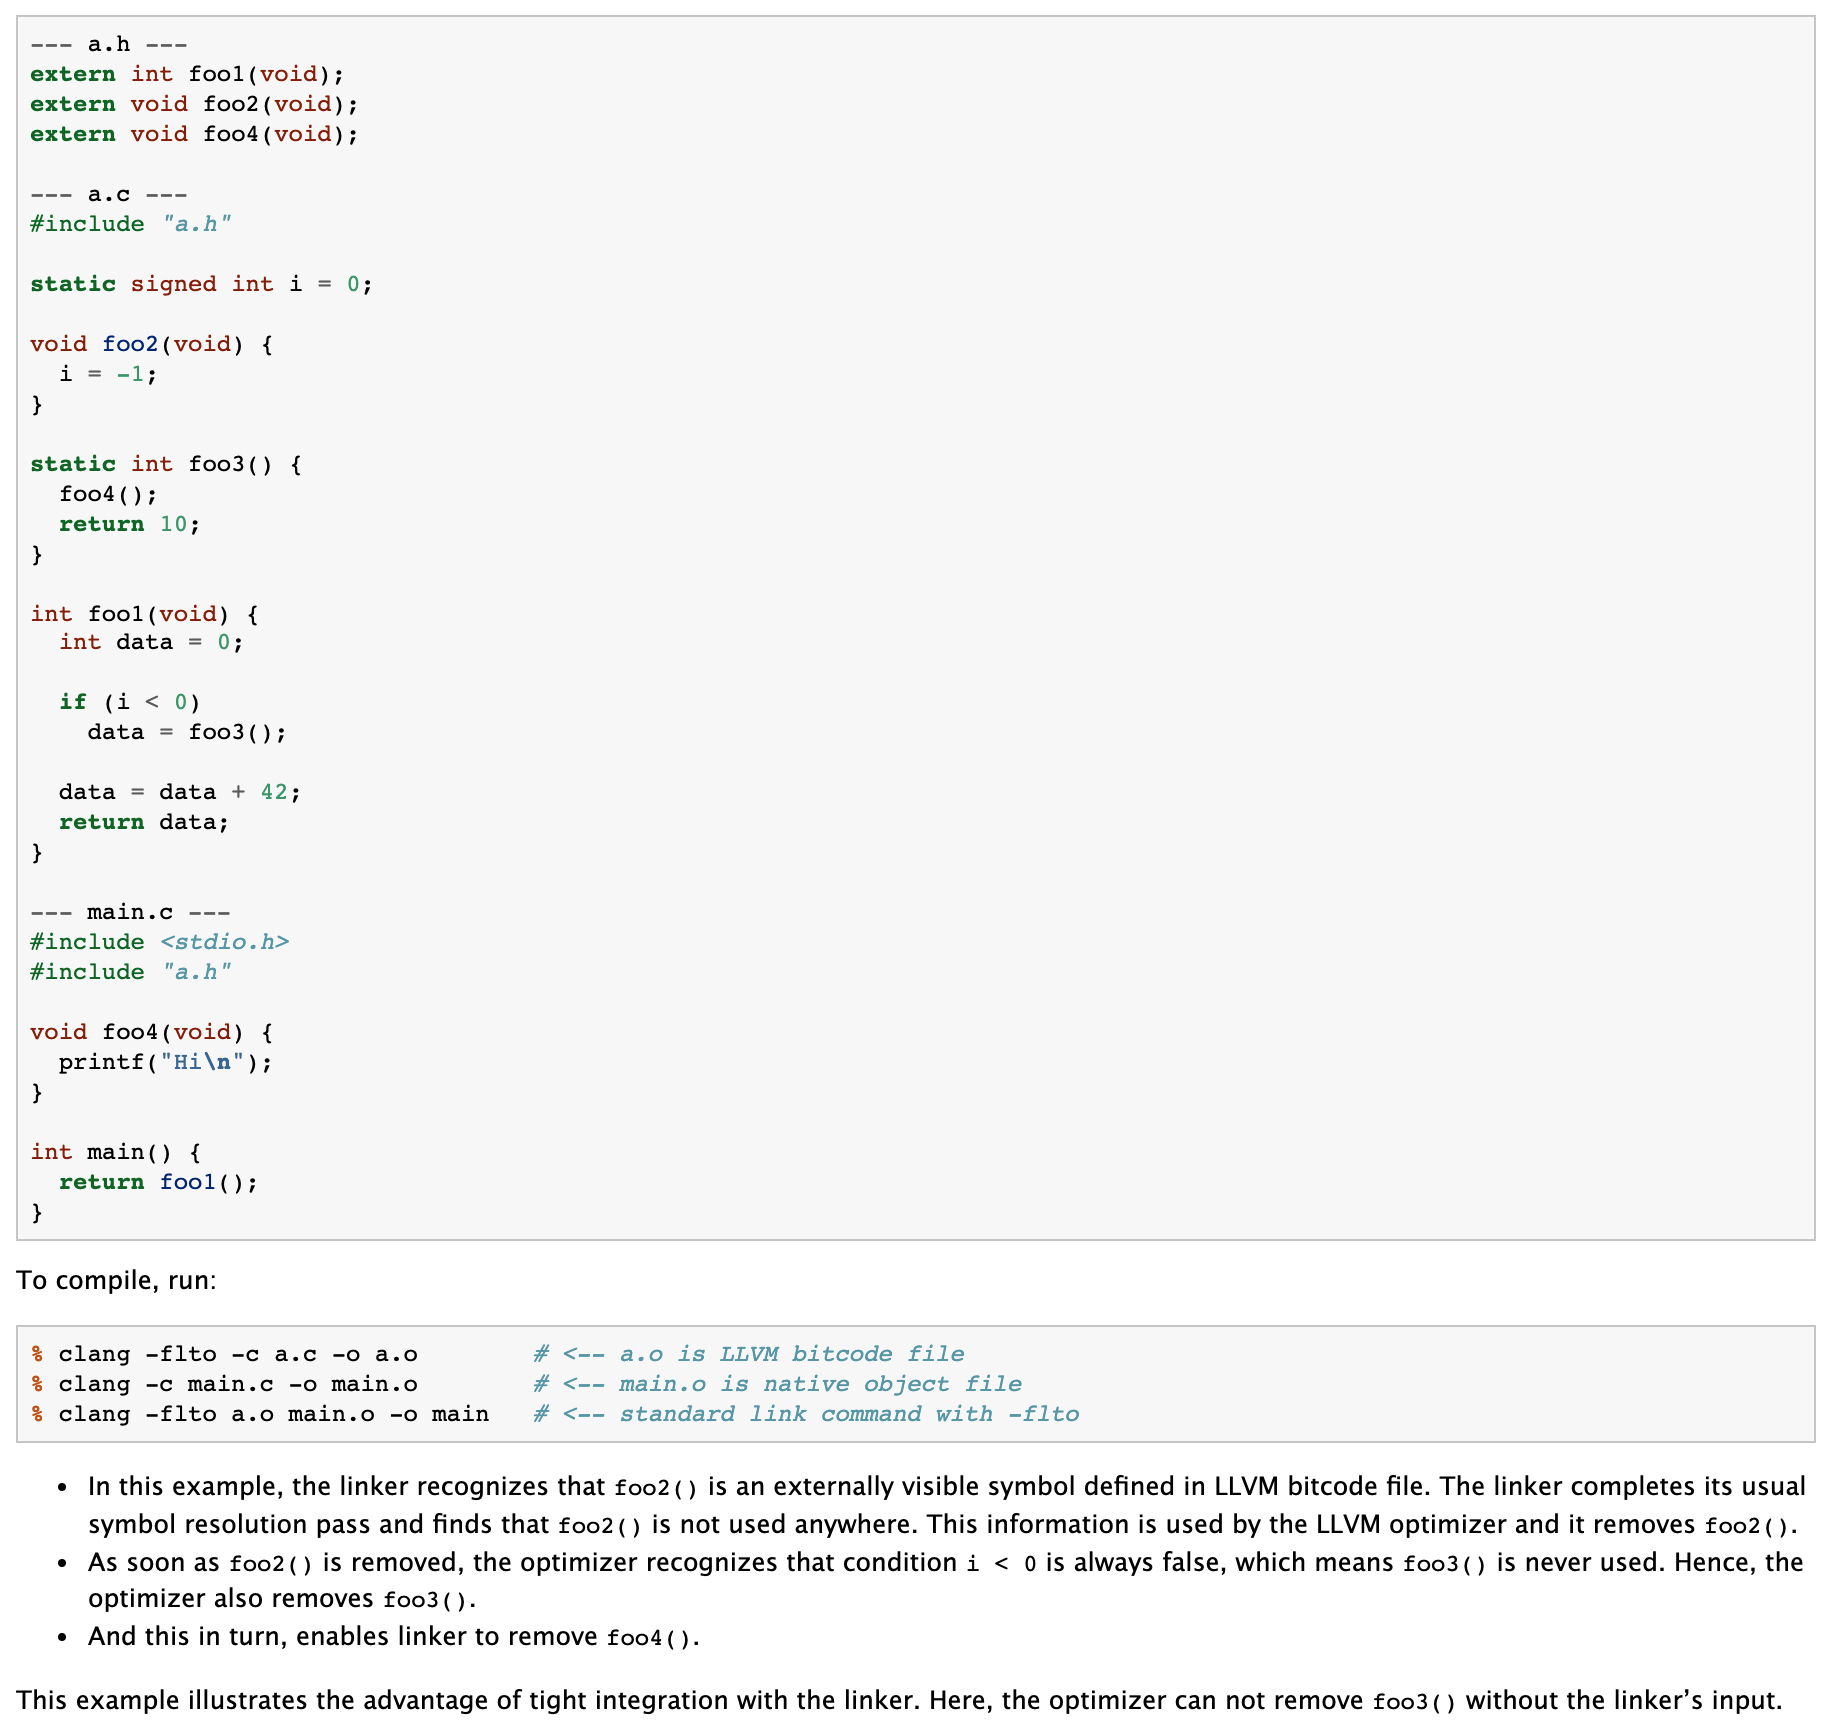 --- a.h ---
extern int foo1(void);
extern void foo2(void);
extern void foo4(void);

--- a.c ---
#include "a.h"

static signed int i = 0;

void foo2(void) {
  i = -1;
}

static int foo3() {
  foo4();
  return 10;
}

int foo1(void) {
  int data = 0;

  if (i < 0)
    data = foo3();

  data = data + 42;
  return data;
}

--- main.c ---
#include <stdio.h>
#include "a.h"

void foo4(void) {
  printf("Hi\n");
}

int main() {
  return foo1();
}

To compile, run:

% clang -flto -c a.c -o a.o        # <-- a.o is LLVM bitcode file
% clang -c main.c -o main.o        # <-- main.o is native object file
% clang -flto a.o main.o -o main   # <-- standard link command with -flto

• In this example, the linker recognizes that foo2() is an externally visible symbol defined in LLVM bitcode file. The linker completes its usual
symbol resolution pass and finds that foo2() is not used anywhere. This information is used by the LLVM optimizer and it removes foo2().
• As soon as foo2() is removed, the optimizer recognizes that condition i < 0 is always false, which means foo3() is never used. Hence, the
optimizer also removes foo3().
• And this in turn, enables linker to remove foo4().

This example illustrates the advantage of tight integration with the linker. Here, the optimizer can not remove foo3() without the linker’s input.